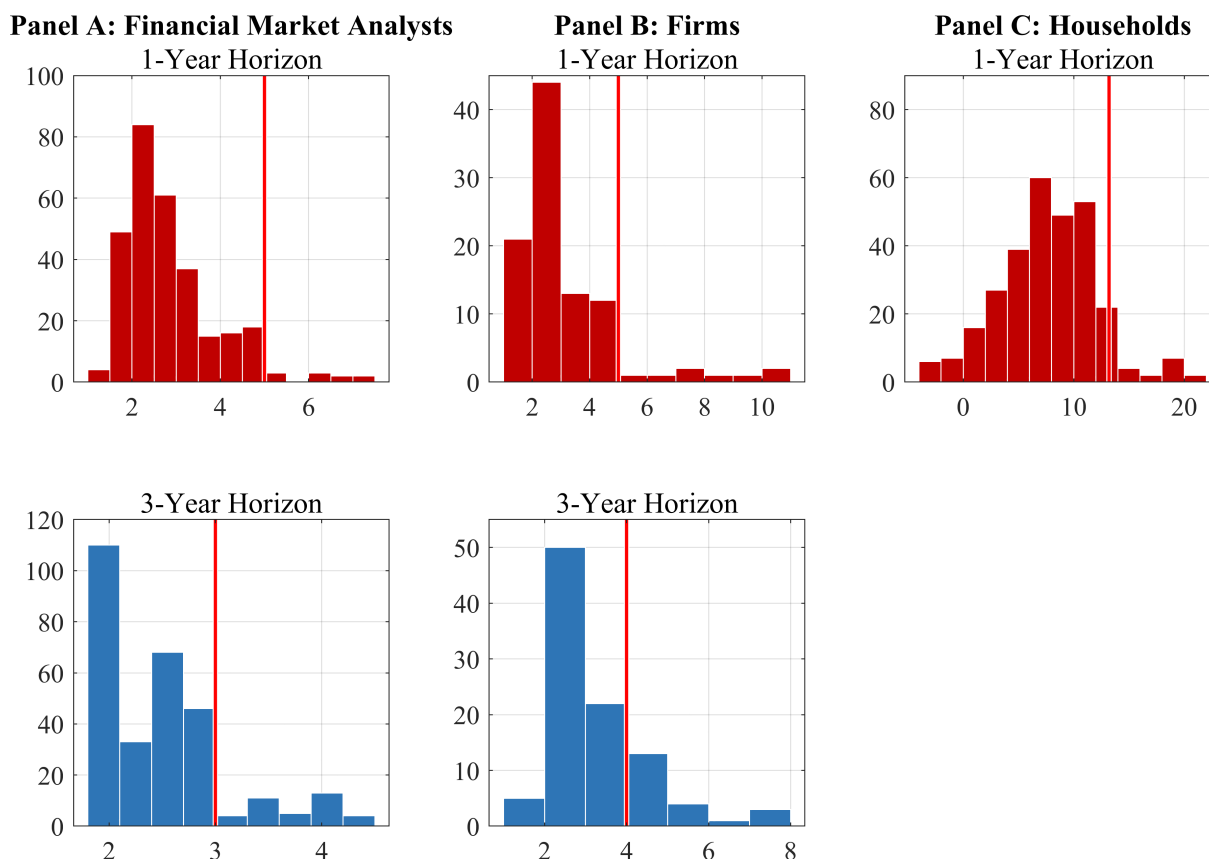 Panel A: Financial Market Analysts
1-Year Horizon
100
80
60
40
20
0
2 4 6
Panel B: Firms
1-Year Horizon
40
30
20
10
0
2 4 6 8 10
Panel C: Households
1-Year Horizon
80
60
40
20
0
0 10 20
3-Year Horizon
120
100
80
60
40
20
0
2 3 4
3-Year Horizon
50
40
30
20
10
0
2 4 6 8